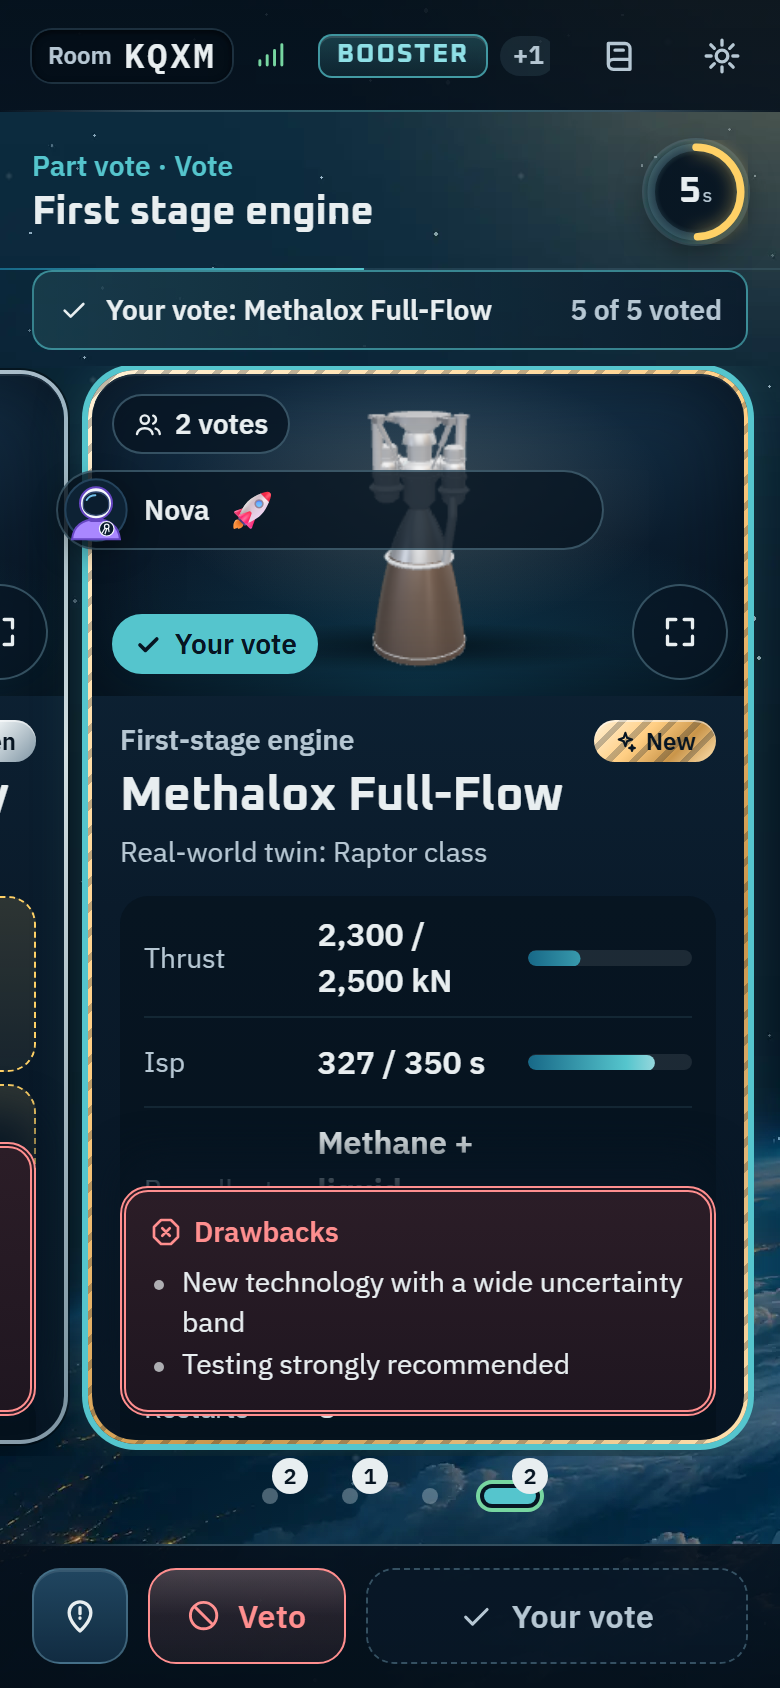 Room KQXM
BOOSTER
+1
Part vote · Vote
First stage engine
5 s
Your vote: Methalox Full-Flow
5 of 5 voted
2 votes
Nova
Your vote
First-stage engine
New
Methalox Full-Flow
Real-world twin: Raptor class
Thrust
2,300 /
2,500 kN
Isp
327 / 350 s
Methane +
Drawbacks
New technology with a wide uncertainty
band
Testing strongly recommended
2
1
2
Veto
Your vote